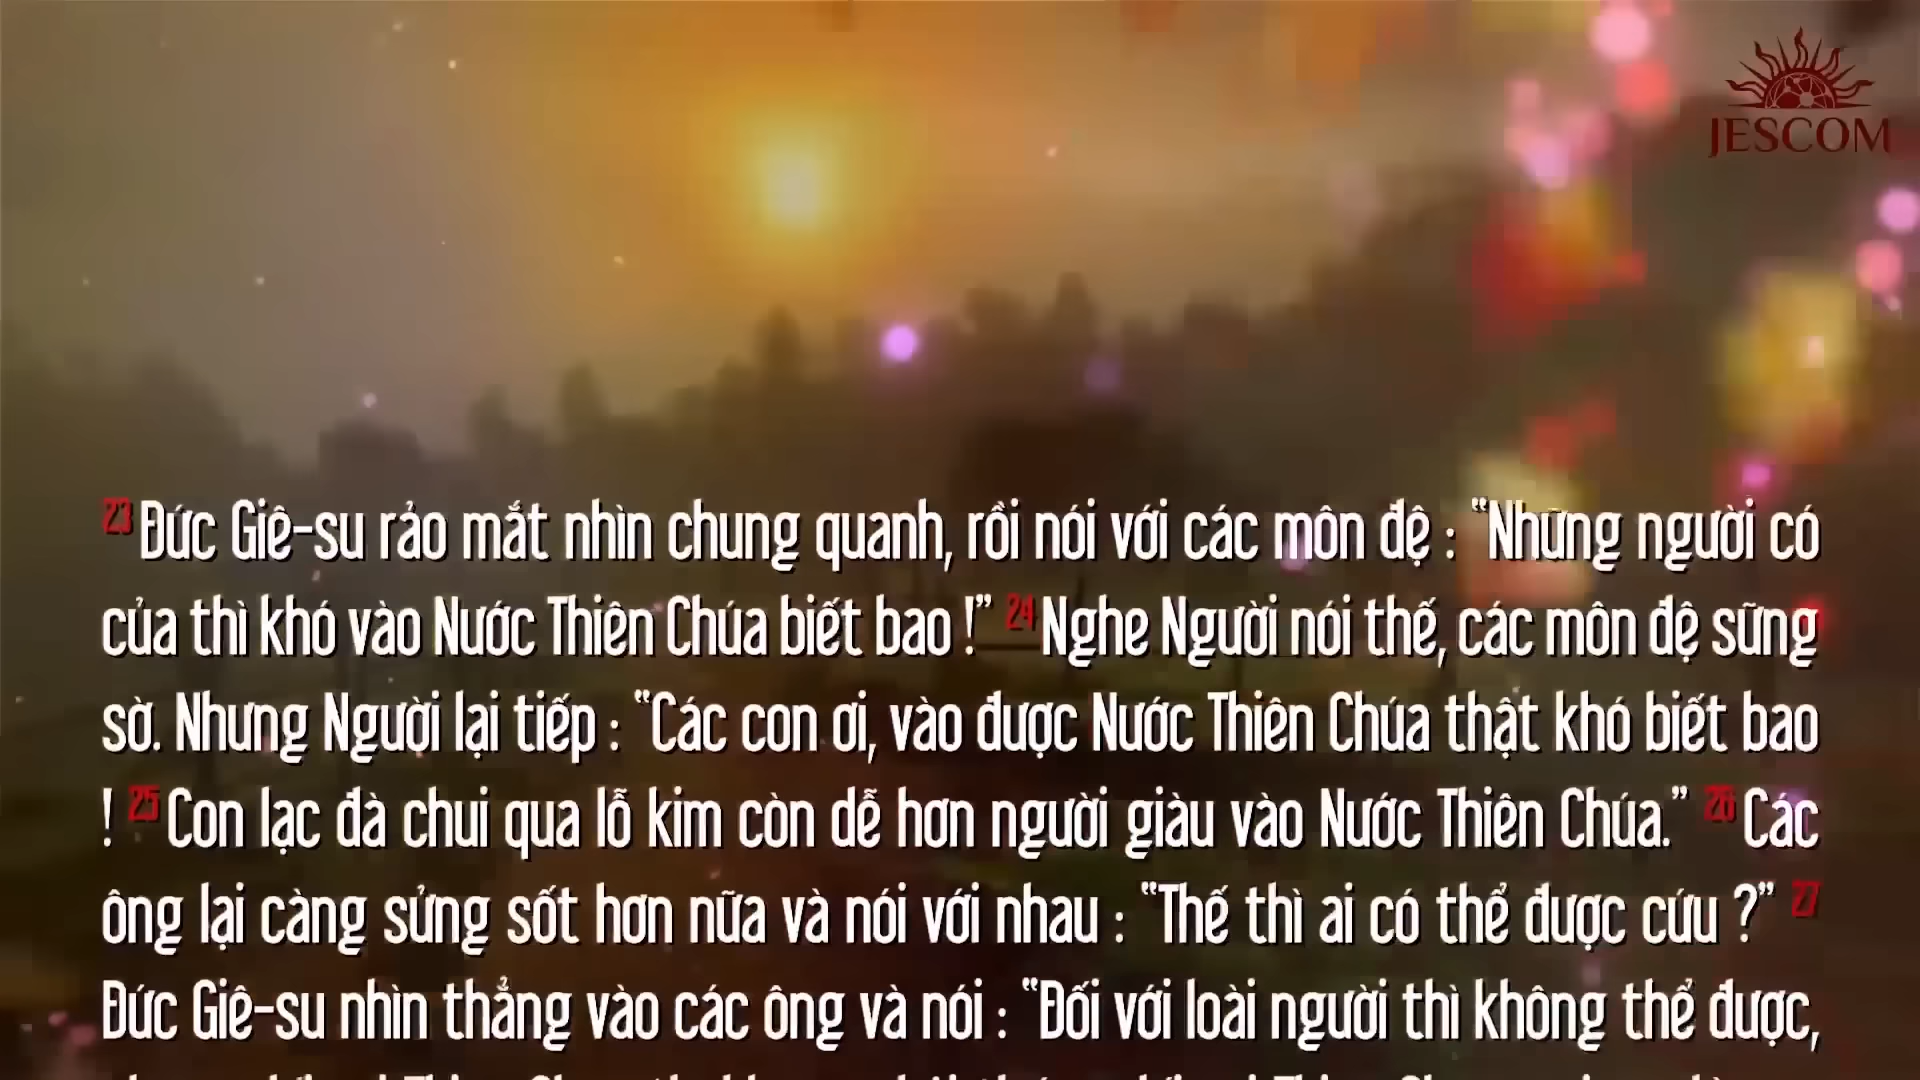 JESCOM
23 Đức Giê-su rảo mắt nhìn chung quanh, rồi nói với các môn đệ : “Những người có
của thì khó vào Nước Thiên Chúa biết bao !” 24 Nghe Người nói thế, các môn đệ sững
sờ. Nhưng Người lại tiếp : “Các con ơi, vào được Nước Thiên Chúa thật khó biết bao
! 25 Con lạc đà chui qua lỗ kim còn dễ hơn người giàu vào Nước Thiên Chúa.” 26 Các
ông lại càng sửng sốt hơn nữa và nói với nhau : “Thế thì ai có thể được cứu ?” 27
Đức Giê-su nhìn thẳng vào các ông và nói : “Đối với loài người thì không thể được,